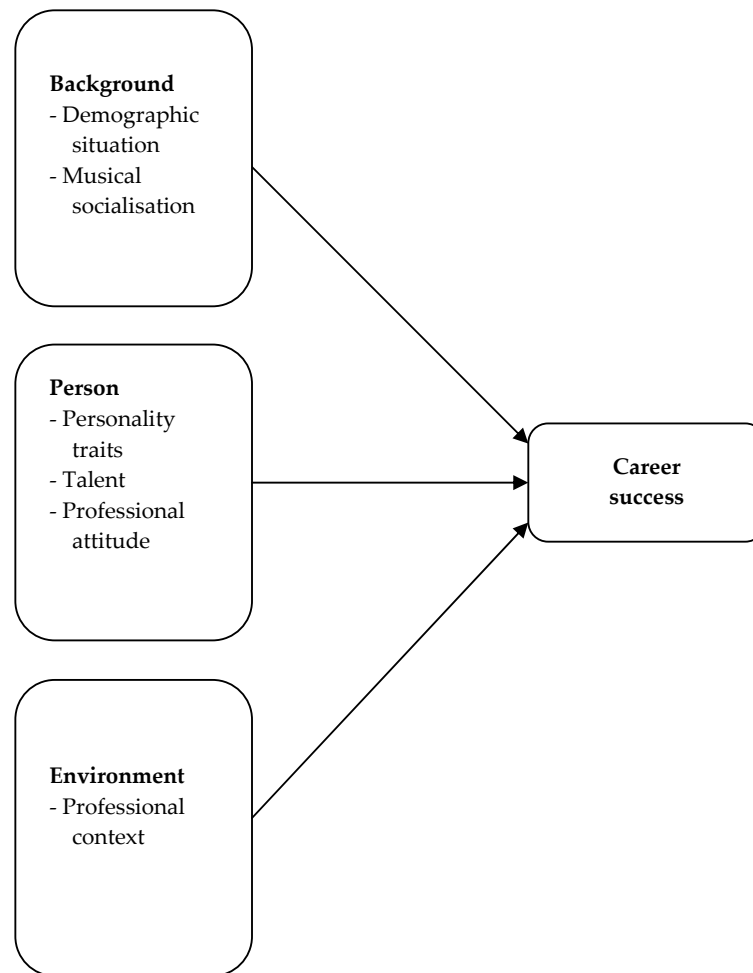 Background
- Demographic
situation
- Musical
socialisation
Person
- Personality
traits
- Talent
- Professional
attitude
Career
success
Environment
- Professional
context